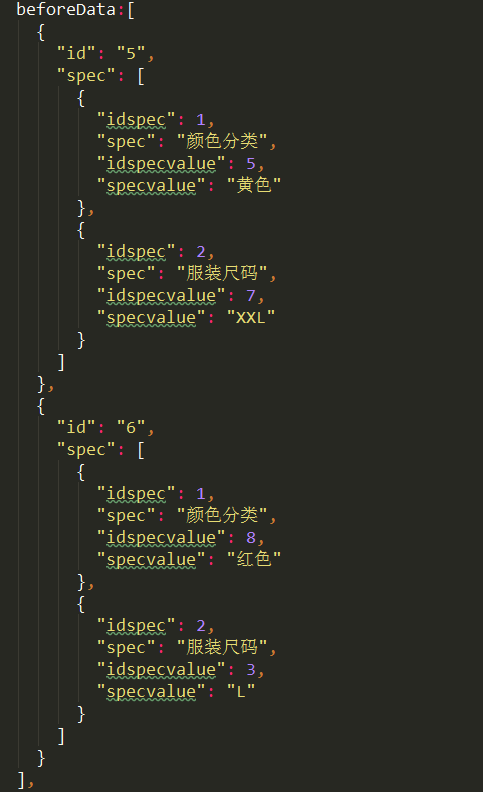 beforeData:[
{
"id": "5",
"spec": [
{
"idspec": 1,
"spec": "颜色分类",
"idspecvalue": 5,
"specvalue": "黄色"
},
{
"idspec": 2,
"spec": "服装尺码",
"idspecvalue": 7,
"specvalue": "XXL"
}
]
},
{
"id": "6",
"spec": [
{
"idspec": 1,
"spec": "颜色分类",
"idspecvalue": 8,
"specvalue": "红色"
},
{
"idspec": 2,
"spec": "服装尺码",
"idspecvalue": 3,
"specvalue": "L"
}
]
}
],